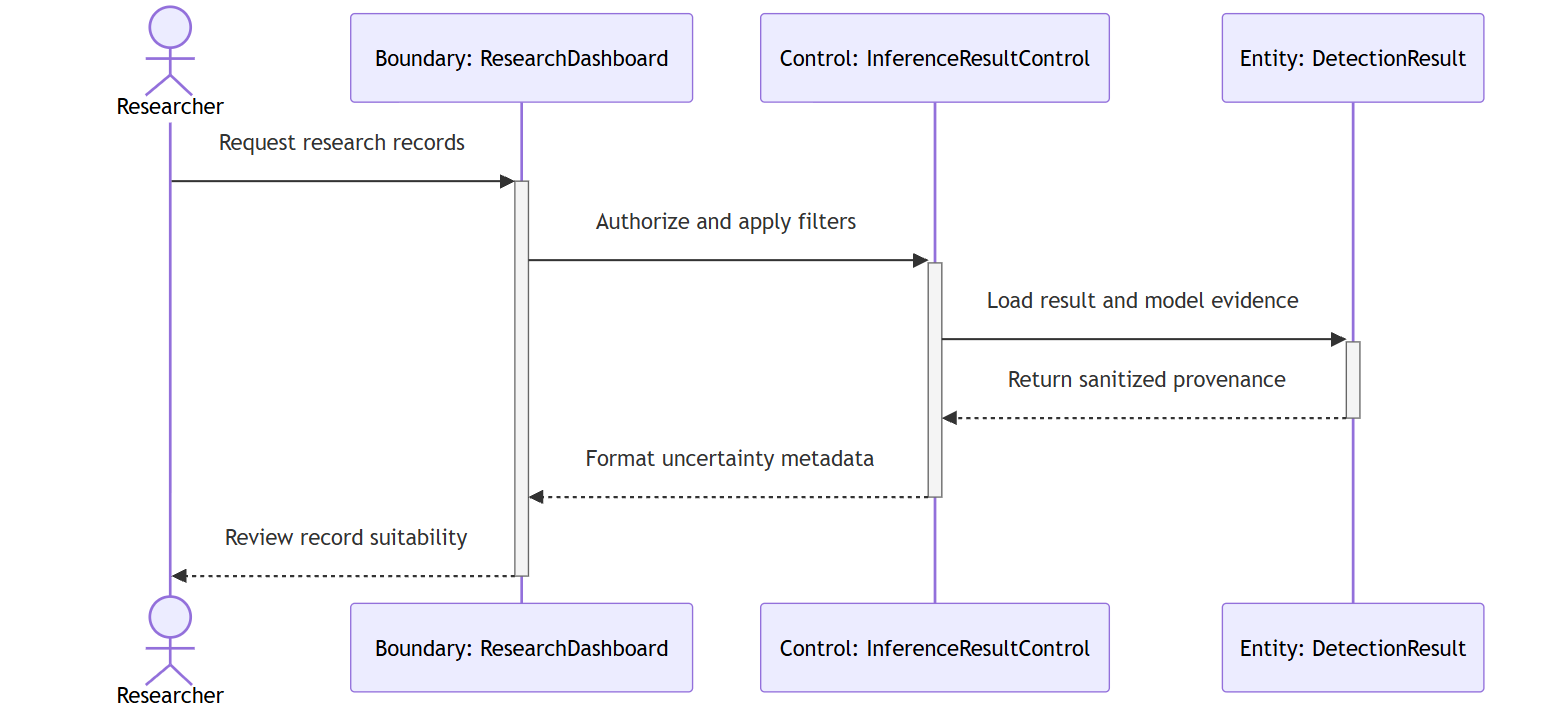 Researcher
Boundary: ResearchDashboard
Control: InferenceResultControl
Entity: DetectionResult
Request research records
Authorize and apply filters
Load result and model evidence
Return sanitized provenance
Format uncertainty metadata
Review record suitability
Researcher
Boundary: ResearchDashboard
Control: InferenceResultControl
Entity: DetectionResult